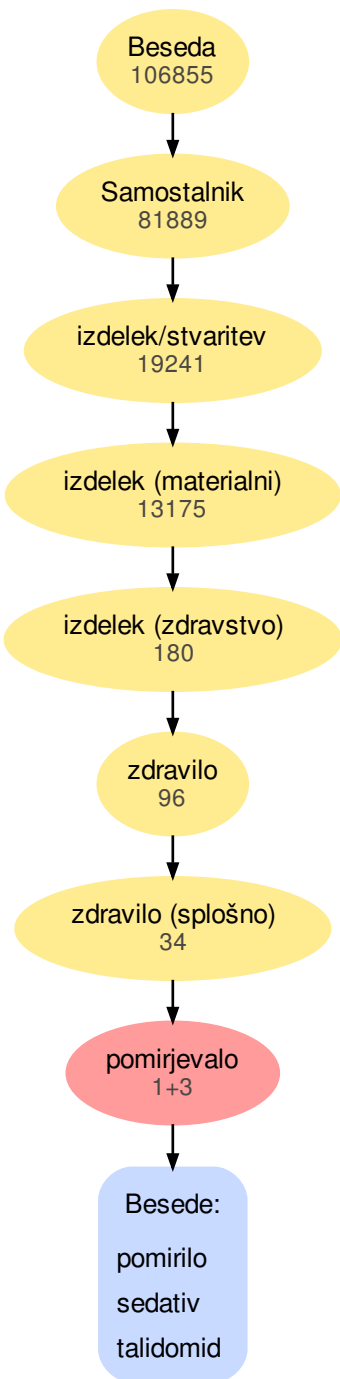 Beseda
106855
Samostalnik
81889
izdelek/stvaritev
19241
izdelek (materialni)
13175
izdelek (zdravstvo)
180
zdravilo
96
zdravilo (splošno)
34
pomirjevalo
1+3
Besede:
pomirilo
sedativ
talidomid